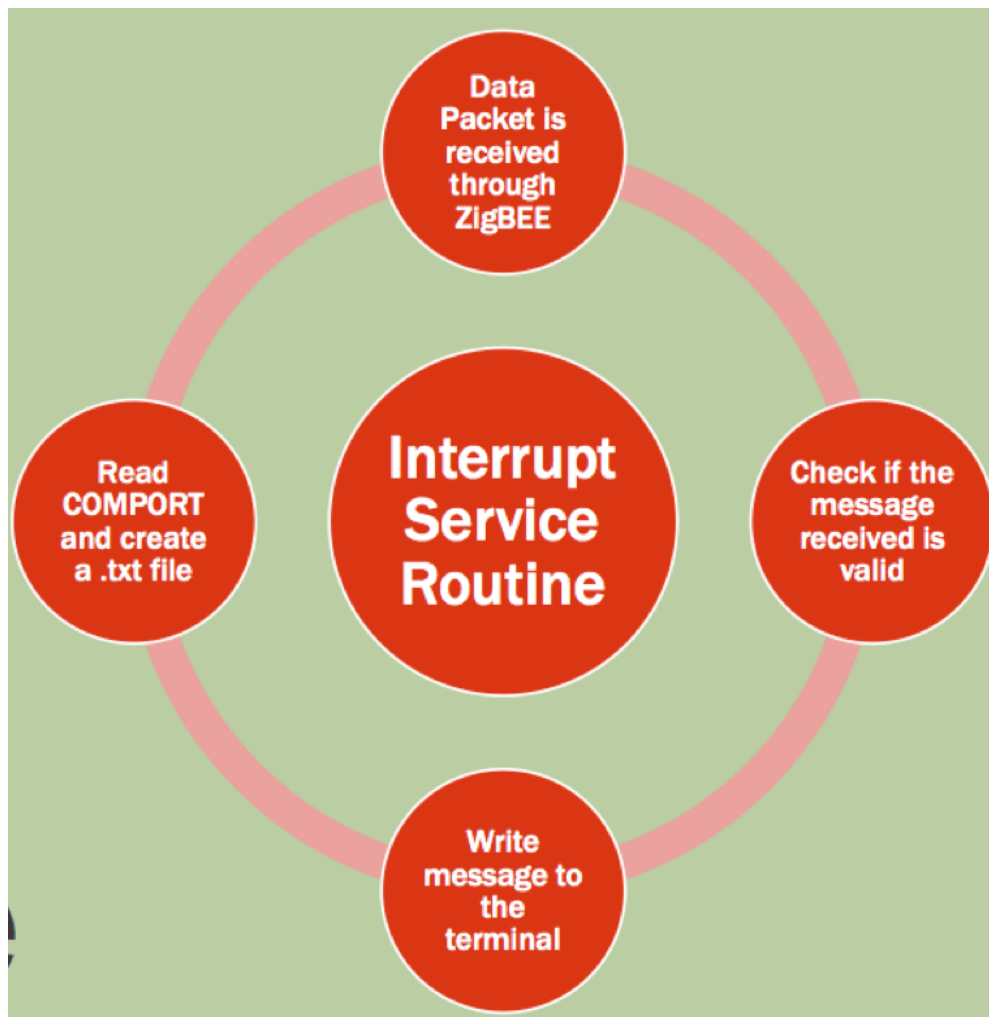 Data
Packet is
received
through
ZigBEE
Interrupt
Service
Routine
Read
COMPORT
and create
a .txt file
Check if the
message
received is
valid
Write
message to
the
terminal